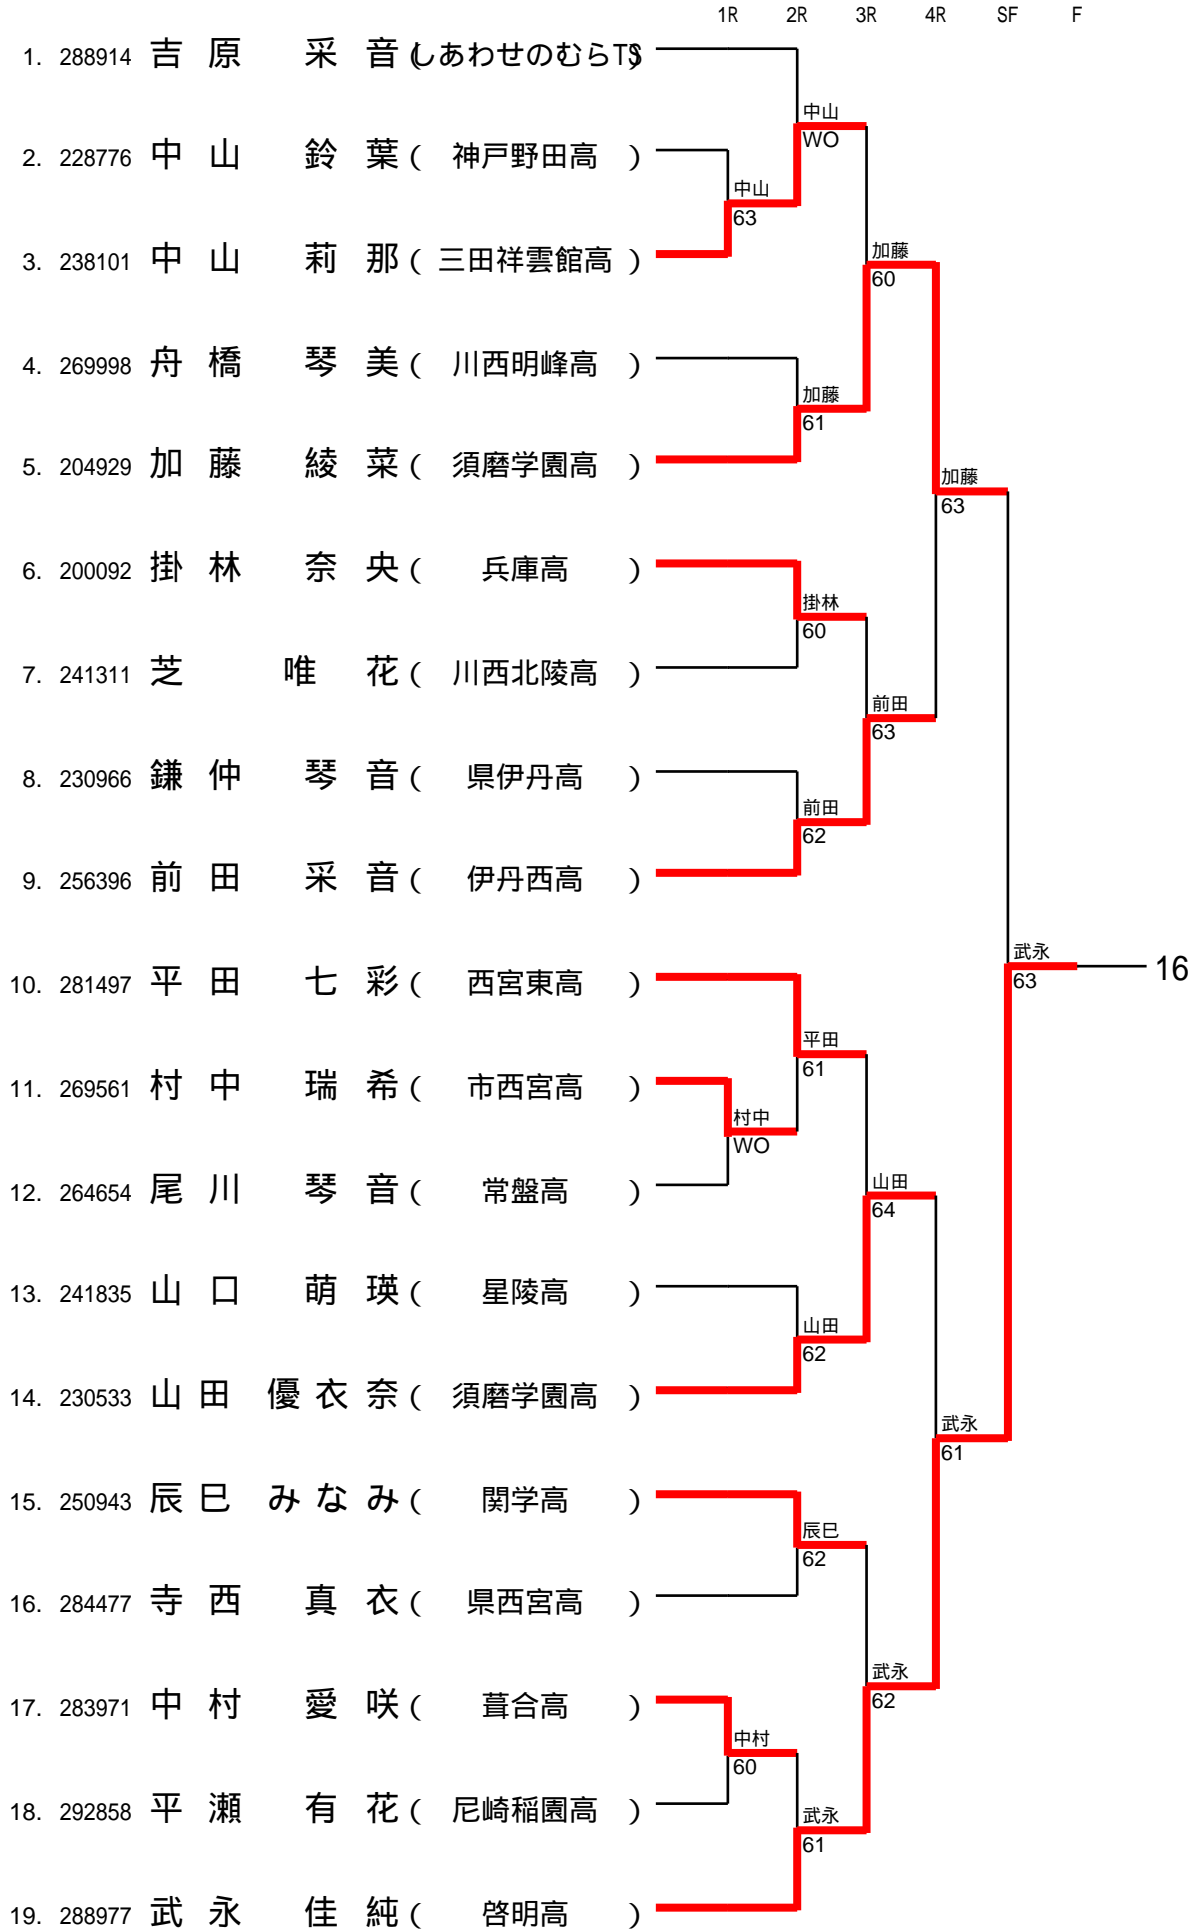 1R 2R 3R 4R SF F
1. 288914 吉原 采音 (しあわせのむらTS)
中山
WO
2. 228776 中山 鈴葉 ( 神戸野田高 )
中山
63
3. 238101 中山 莉那 ( 三田祥雲館高 )
加藤
60
4. 269998 舟橋 琴美 ( 川西明峰高 )
加藤
61
5. 204929 加藤 綾菜 ( 須磨学園高 )
加藤
63
6. 200092 掛林 奈央 ( 兵庫高 )
掛林
60
7. 241311 芝 唯花 ( 川西北陵高 )
前田
63
8. 230966 鎌仲 琴音 ( 県伊丹高 )
前田
62
9. 256396 前田 采音 ( 伊丹西高 )
武永
63
16
10. 281497 平田 七彩 ( 西宮東高 )
平田
61
11. 269561 村中 瑞希 ( 市西宮高 )
村中
WO
12. 264654 尾川 琴音 ( 常盤高 )
山田
64
13. 241835 山口 萌瑛 ( 星陵高 )
山田
62
14. 230533 山田 優衣奈 ( 須磨学園高 )
武永
61
15. 250943 辰巳 みなみ ( 関学高 )
辰巳
62
16. 284477 寺西 真衣 ( 県西宮高 )
武永
62
17. 283971 中村 愛咲 ( 葺合高 )
中村
60
18. 292858 平瀬 有花 ( 尼崎稲園高 )
武永
61
19. 288977 武永 佳純 ( 啓明高 )